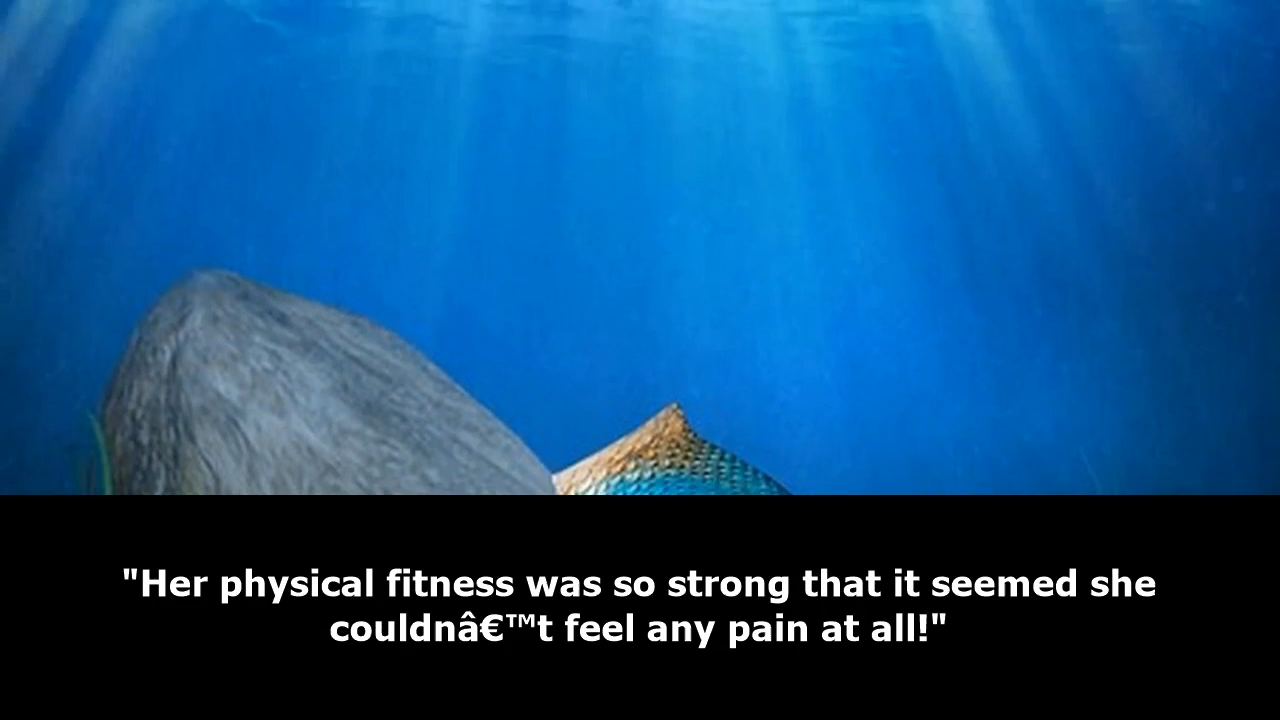 "Her physical fitness was so strong that it seemed she
couldnâ€™t feel any pain at all!"